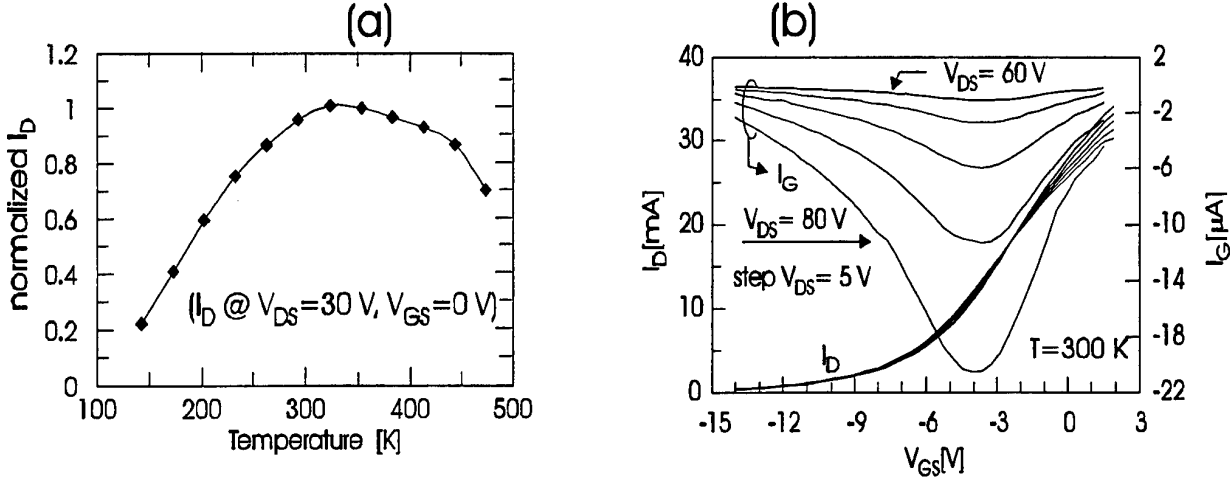 (a)
normalized I_D
1.2
1
0.8
0.6
0.4
0.2
0
(I_D @ V_DS=30 V, V_GS=0 V)
100 200 300 400 500
Temperature [K]
(b)
I_D[mA]
40
30
20
10
0
V_DS= 60 V
I_G
V_DS= 80 V
step V_DS= 5 V
I_D
T=300 K
2
-2
-6
-10
-14
-18
-22
I_G[µA]
-15 -12 -9 -6 -3 0 3
V_GS[V]